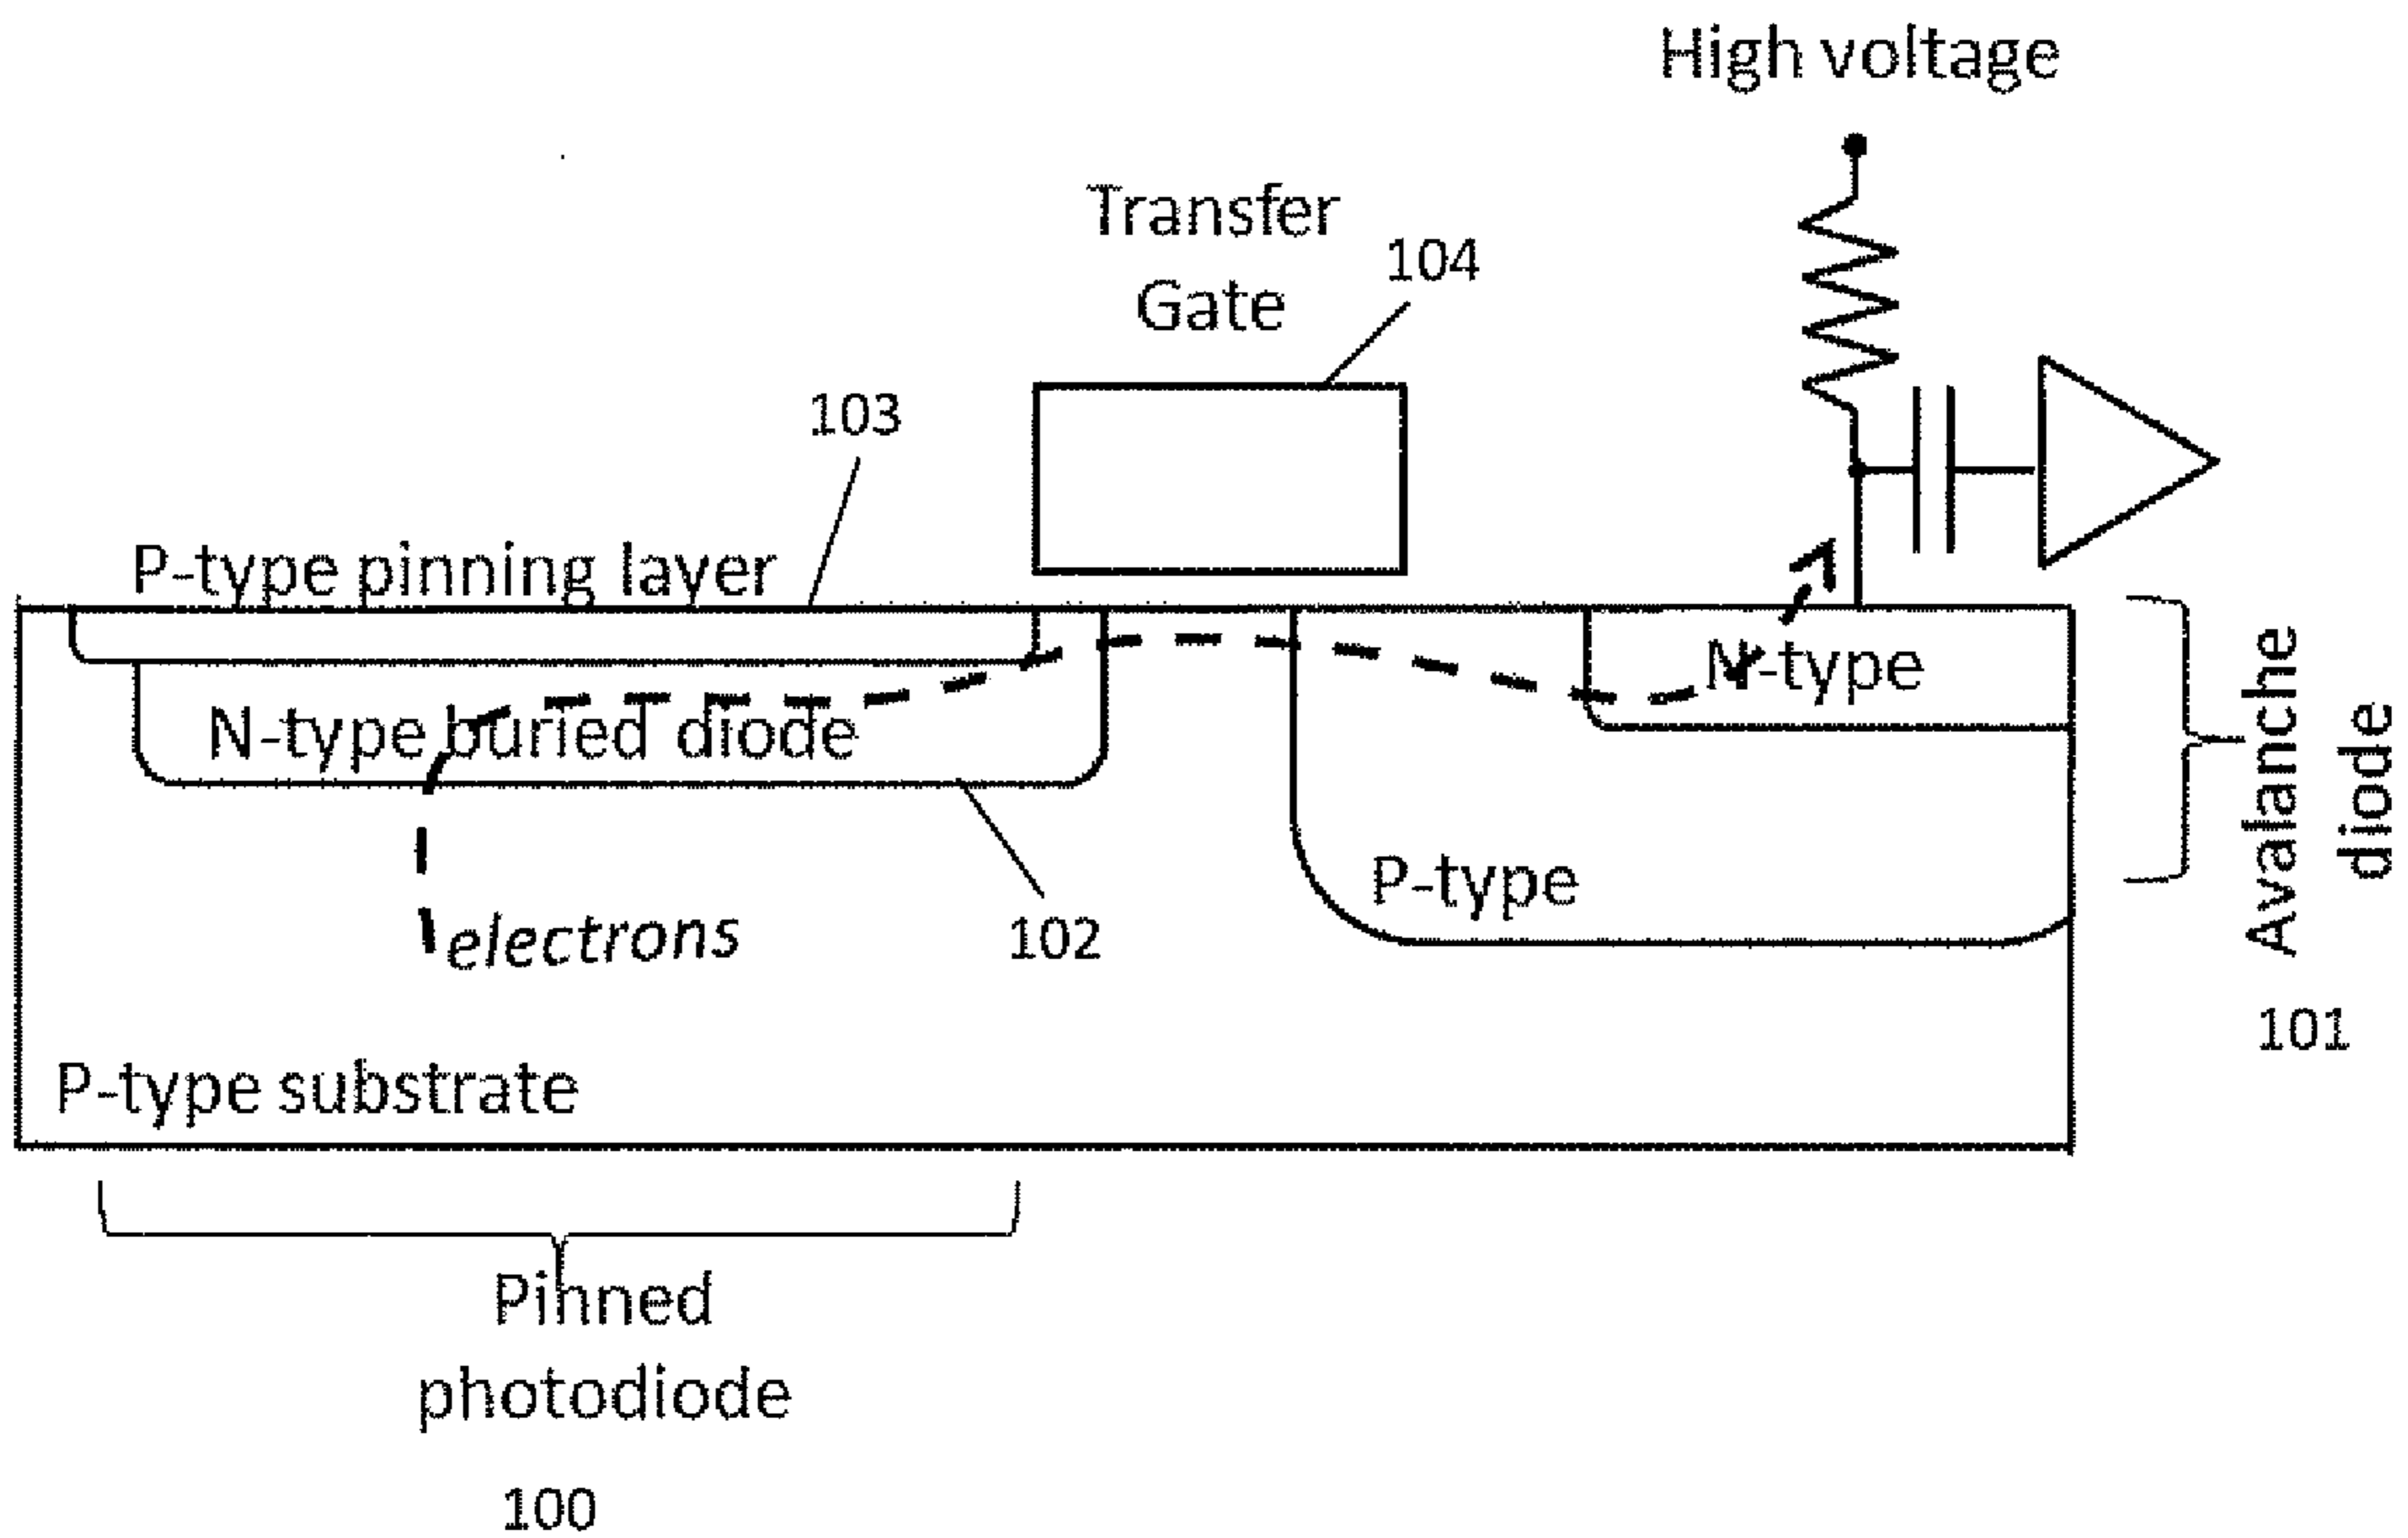 High voltage
Transfer
Gate
104
103
P-type pinning layer
N-type
N-type buried diode
Avalanche
diode
P-type
electrons
102
101
P-type substrate
Pinned
photodiode
100